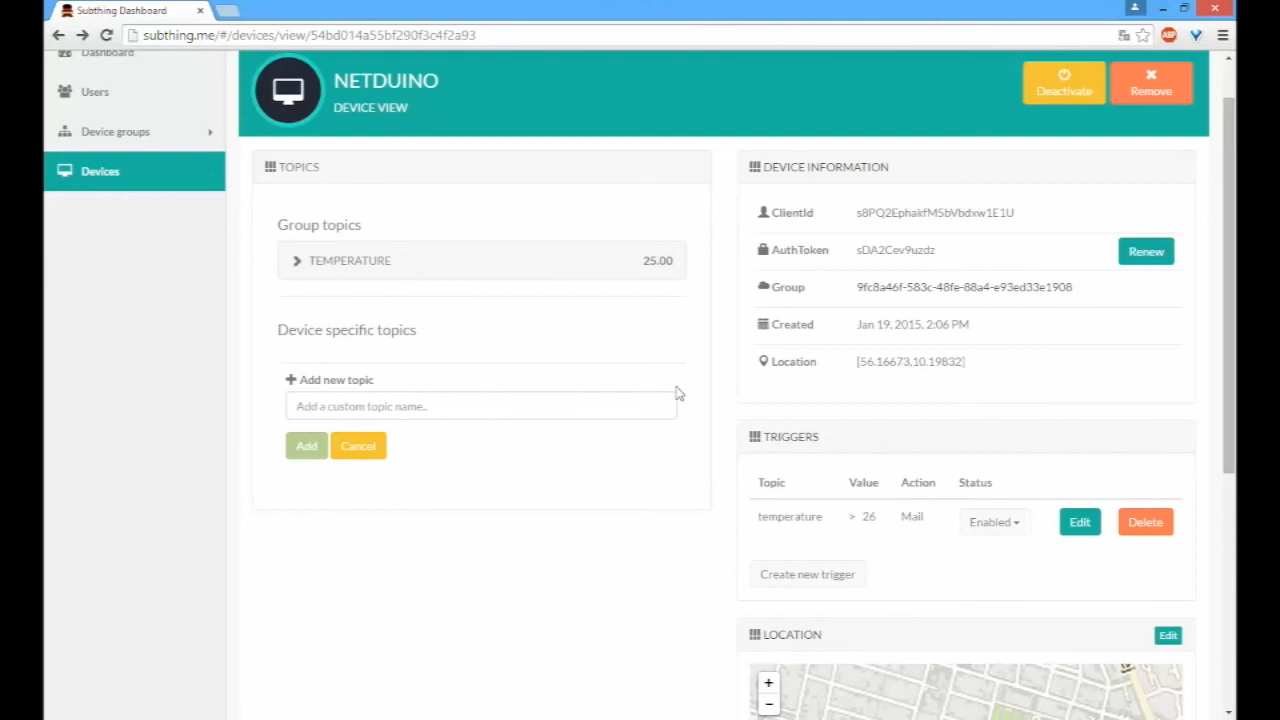 Subthing Dashboard
subthing.me/#/devices/view/54bd014a55bf290f3c4f2a93
ABP
Dashboard
Users
Device groups
Devices
NETDUINO
DEVICE VIEW
Deactivate
Remove
TOPICS
Group topics
TEMPERATURE 25.00
Device specific topics
Add new topic
Add a custom topic name..
Add Cancel
DEVICE INFORMATION
ClientId s8PQ2EphakfM5bVbdxw1E1U
AuthToken sDA2Cev9uzdz Renew
Group 9fc8a46f-583c-48fe-88a4-e93ed33e1908
Created Jan 19, 2015, 2:06 PM
Location [56.16673,10.19832]
TRIGGERS
Topic Value Action Status
temperature > 26 Mail Enabled Edit Delete
Create new trigger
LOCATION Edit
+
−